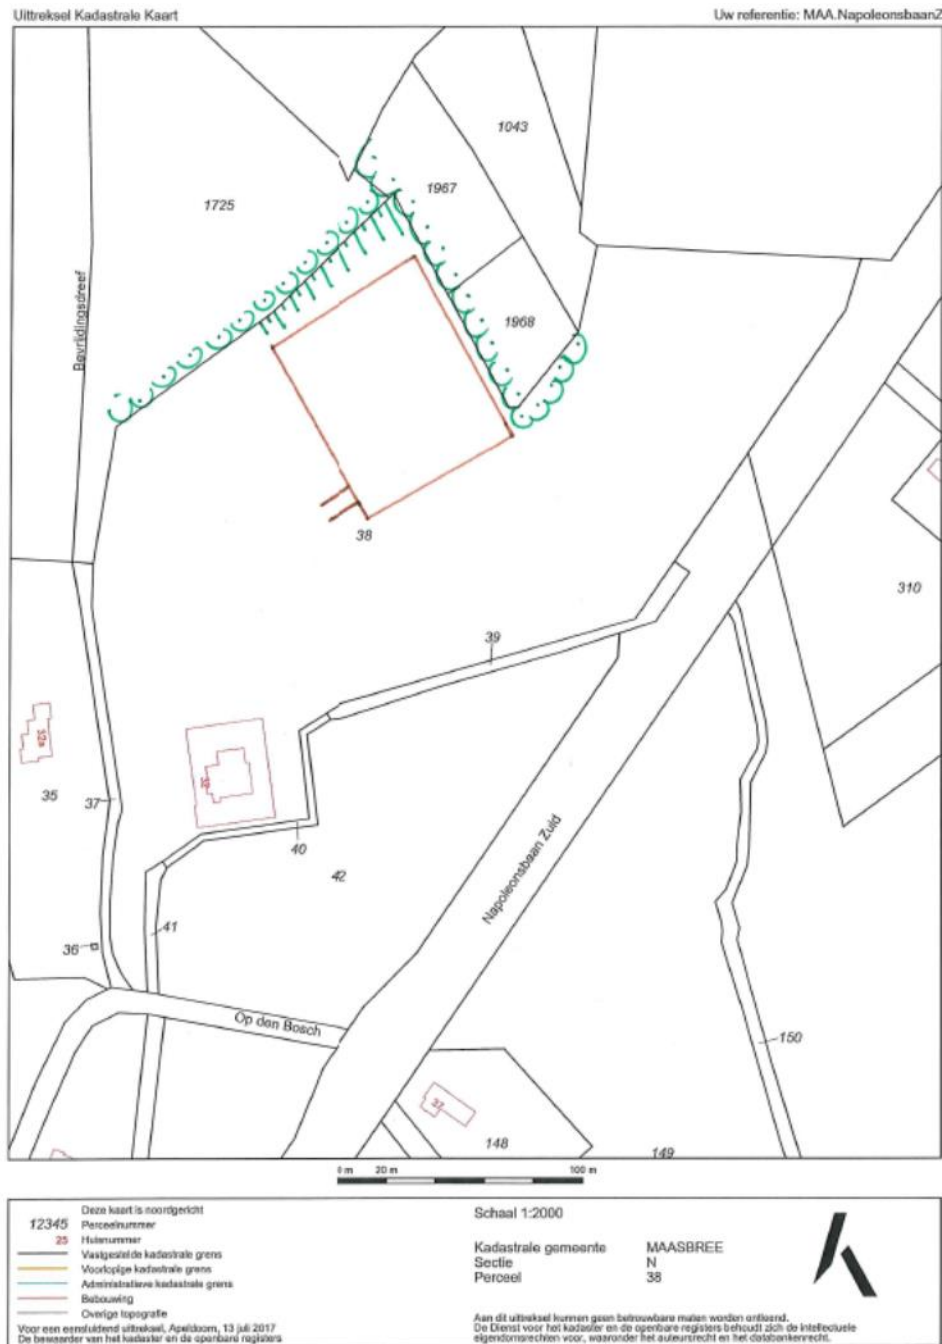 Uittreksel Kadastrale Kaart
Uw referentie: MAA.NapoleonsbaanZ
1043
1967
1725
Bevrijdingsdreef
1968
38
310
39
32a
32
35
37
40
42
Napoleonsbaan Zuid
41
36
Op den Bosch
150
37
148
149
0 m 20 m 100 m
Deze kaart is noordgericht
12345 Perceelnummer
25 Huisnummer
Vastgestelde kadastrale grens
Voorlopige kadastrale grens
Administratieve kadastrale grens
Bebouwing
Overige topografie
Voor een eensluidend uittreksel, Apeldoorn, 13 juli 2017
De bewaarder van het kadaster en de openbare registers
Schaal 1:2000
Kadastrale gemeente MAASBREE
Sectie N
Perceel 38
Aan dit uittreksel kunnen geen betrouwbare maten worden ontleend.
De Dienst voor het kadaster en de openbare registers behoudt zich de intellectuele
eigendomsrechten voor, waaronder het auteursrecht en het databankenrecht.